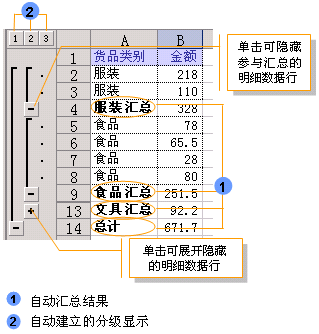 2
1 2 3
A B
1 货品类别 金额
2 服装 218
3 服装 110
4 服装汇总 328
5 食品 78
6 食品 65.5
7 食品 28
8 食品 80
9 食品汇总 251.5
13 文具汇总 92.2
14 总计 671.7
单击可隐藏
参与汇总的
明细数据行
1
单击可展开隐藏
的明细数据行
1 自动汇总结果
2 自动建立的分级显示